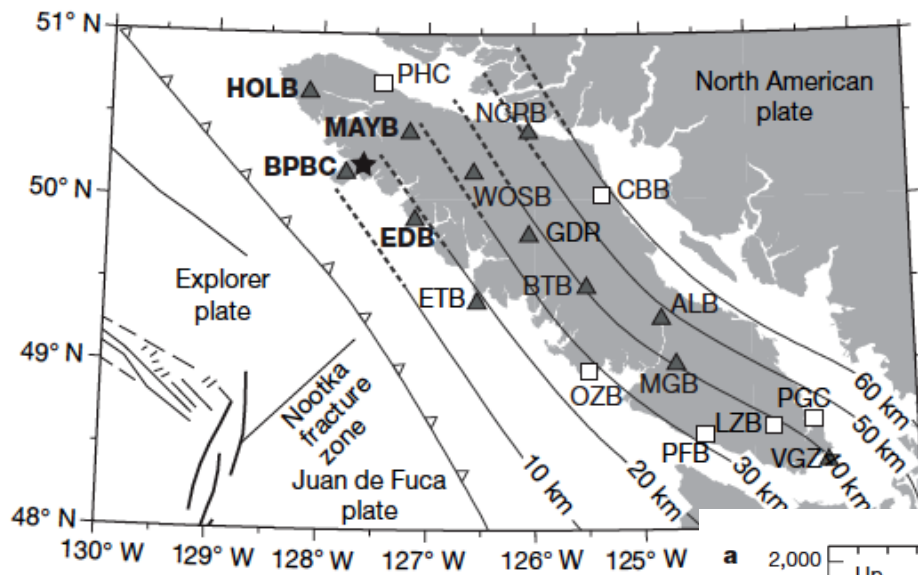 51° N
PHC
HOLB
North American
plate
NCRB
MAYB
BPBC
50° N
CBB
WOSB
EDB
GDR
Explorer
plate
BTB
ETB
ALB
49° N
MGB
60 km
OZB
PGC
Nootka
fracture
zone
LZB
50 km
PFB
VGZ
40 km
10 km
20 km
30 km
Juan de Fuca
plate
48° N
130° W
129° W
128° W
127° W
126° W
125° W
a
2,000